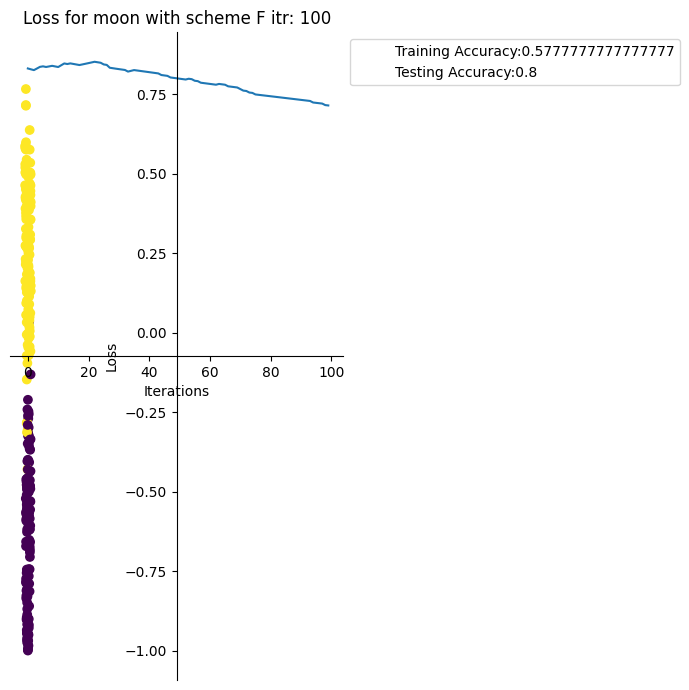 Loss for moon with scheme F itr: 100
Training Accuracy:0.5777777777777777
Testing Accuracy:0.8
0.75
0.50
0.25
0.00
Loss
0 20 40 60 80 100
Iterations
−0.25
−0.50
−0.75
−1.00